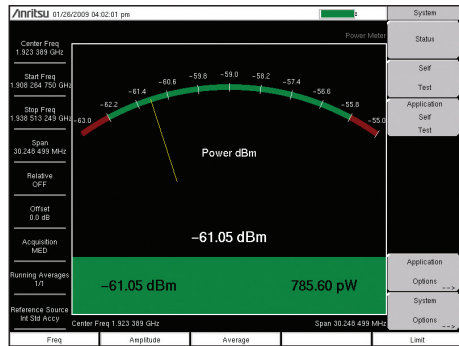 Anritsu 01/26/2009 04:02:01 pm
System
Power Meter
Center Freq
1.923 389 GHz
Start Freq
1.908 264 750 GHz
Stop Freq
1.938 513 249 GHz
Span
30.248 499 MHz
Relative
OFF
Offset
0.0 dB
Acquisition
MED
Running Averages
1/1
Reference Source
Int Std Accy
-63.0
-62.2
-61.4
-60.6
-59.8
-59.0
-58.2
-57.4
-56.6
-55.8
-55.0
Power dBm
-61.05 dBm
-61.05 dBm
785.60 pW
Center Freq 1.923 389 GHz
Span 30.248 499 MHz
Status
Self
Test
Application
Self
Test
Application
Options
-->
System
Options
-->
Freq
Amplitude
Average
Limit